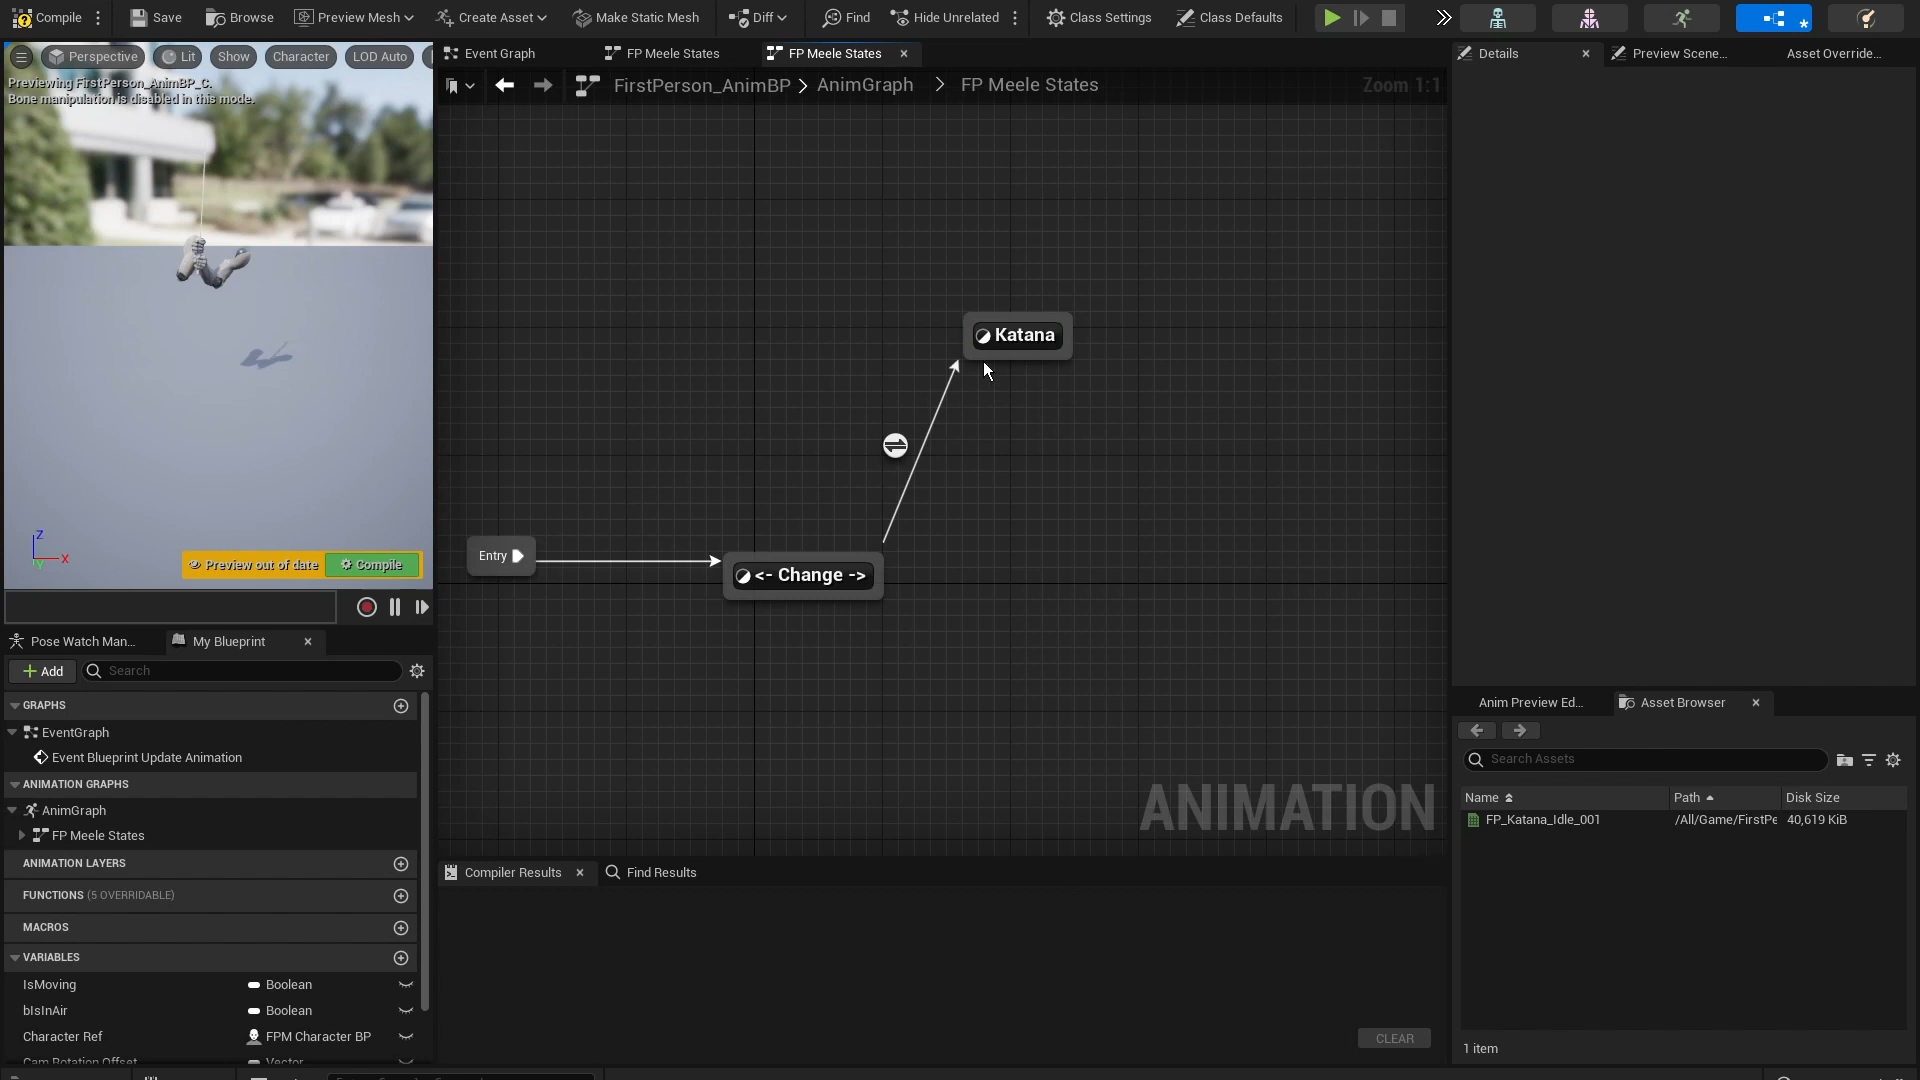 Compile Save Browse Preview Mesh Create Asset Make Static Mesh Diff Find Hide Unrelated Class Settings Class Defaults
Perspective Lit Show Character LOD Auto
Previewing FirstPerson_AnimBP_C.
Bone manipulation is disabled in this mode.
Event Graph FP Meele States FP Meele States
FirstPerson_AnimBP > AnimGraph > FP Meele States
Zoom 1:1
Details Preview Scene... Asset Override...
Katana
Entry
<- Change ->
ANIMATION
Z
X
Y
Preview out of date Compile
Pose Watch Man... My Blueprint
Add Search
GRAPHS
EventGraph
Event Blueprint Update Animation
ANIMATION GRAPHS
AnimGraph
FP Meele States
ANIMATION LAYERS
FUNCTIONS (5 OVERRIDABLE)
MACROS
VARIABLES
IsMoving Boolean
bIsInAir Boolean
Character Ref FPM Character BP
Cam Rotation Offset Vector
Compiler Results Find Results
CLEAR
Anim Preview Ed... Asset Browser
Search Assets
Name Path Disk Size
FP_Katana_Idle_001 /All/Game/FirstPe 40,619 KiB
1 item